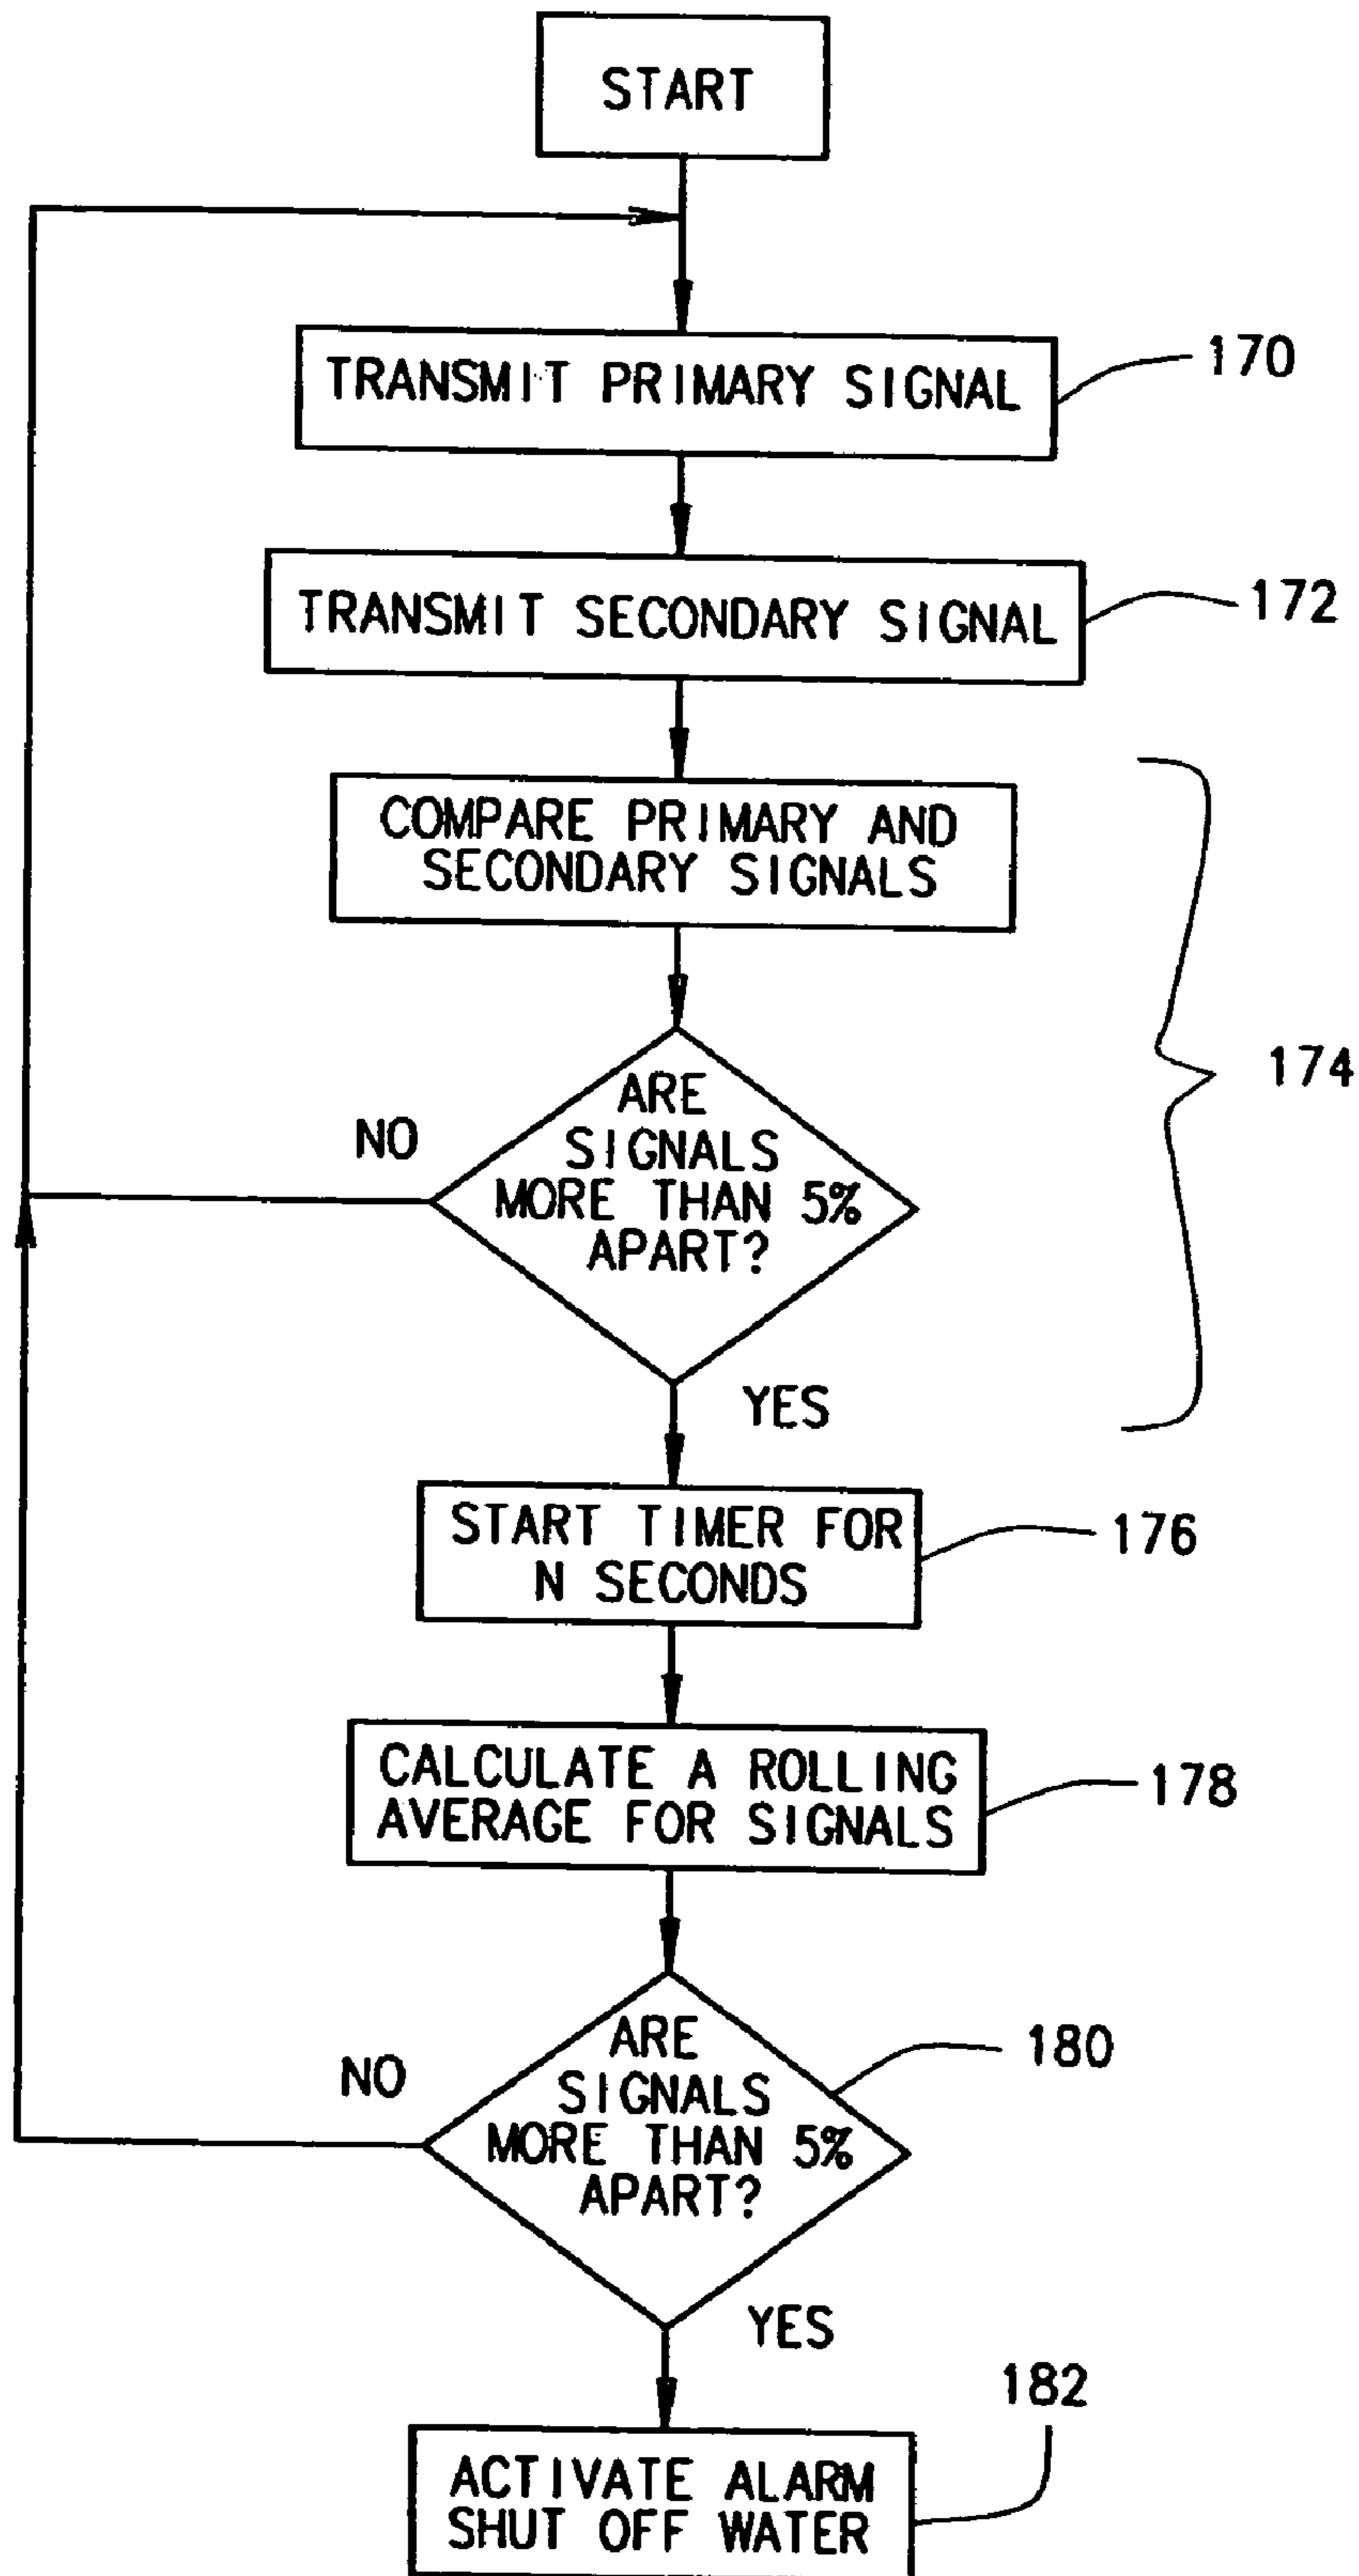 START
TRANSMIT PRIMARY SIGNAL
170
TRANSMIT SECONDARY SIGNAL
172
COMPARE PRIMARY AND
SECONDARY SIGNALS
174
ARE
SIGNALS
MORE THAN 5%
APART?
NO
YES
START TIMER FOR
N SECONDS
176
CALCULATE A ROLLING
AVERAGE FOR SIGNALS
178
ARE
SIGNALS
MORE THAN 5%
APART?
180
NO
YES
182
ACTIVATE ALARM
SHUT OFF WATER